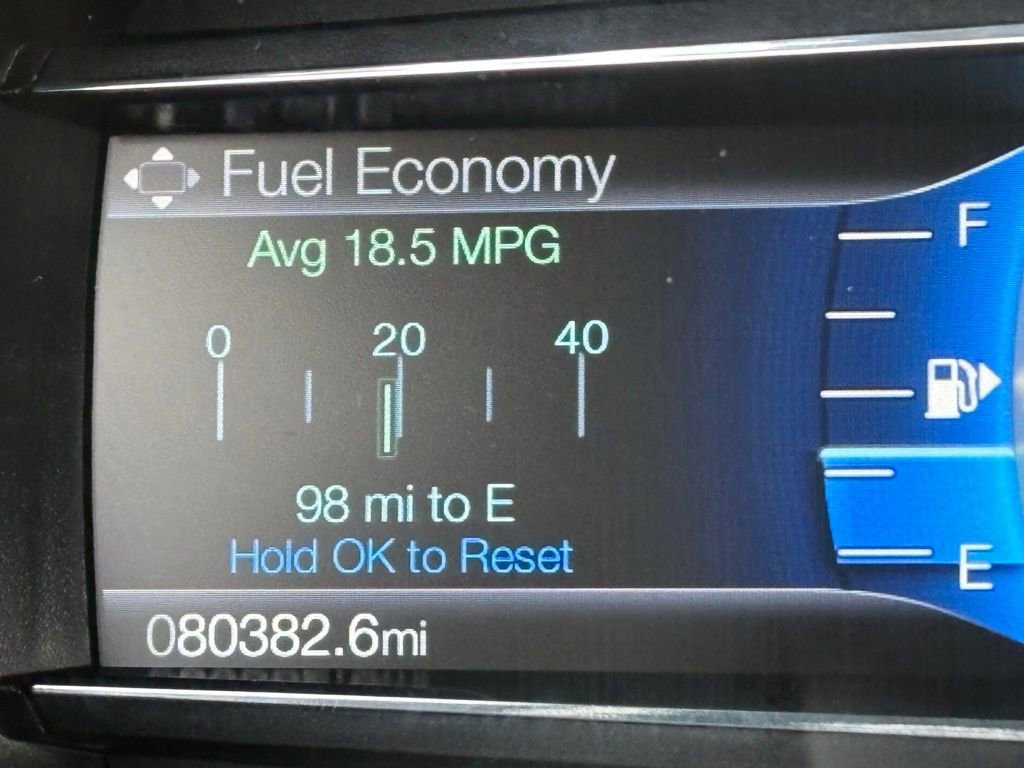 Fuel Economy
Avg 18.5 MPG
0 20 40
98 mi to E
Hold OK to Reset
080382.6mi
F
E